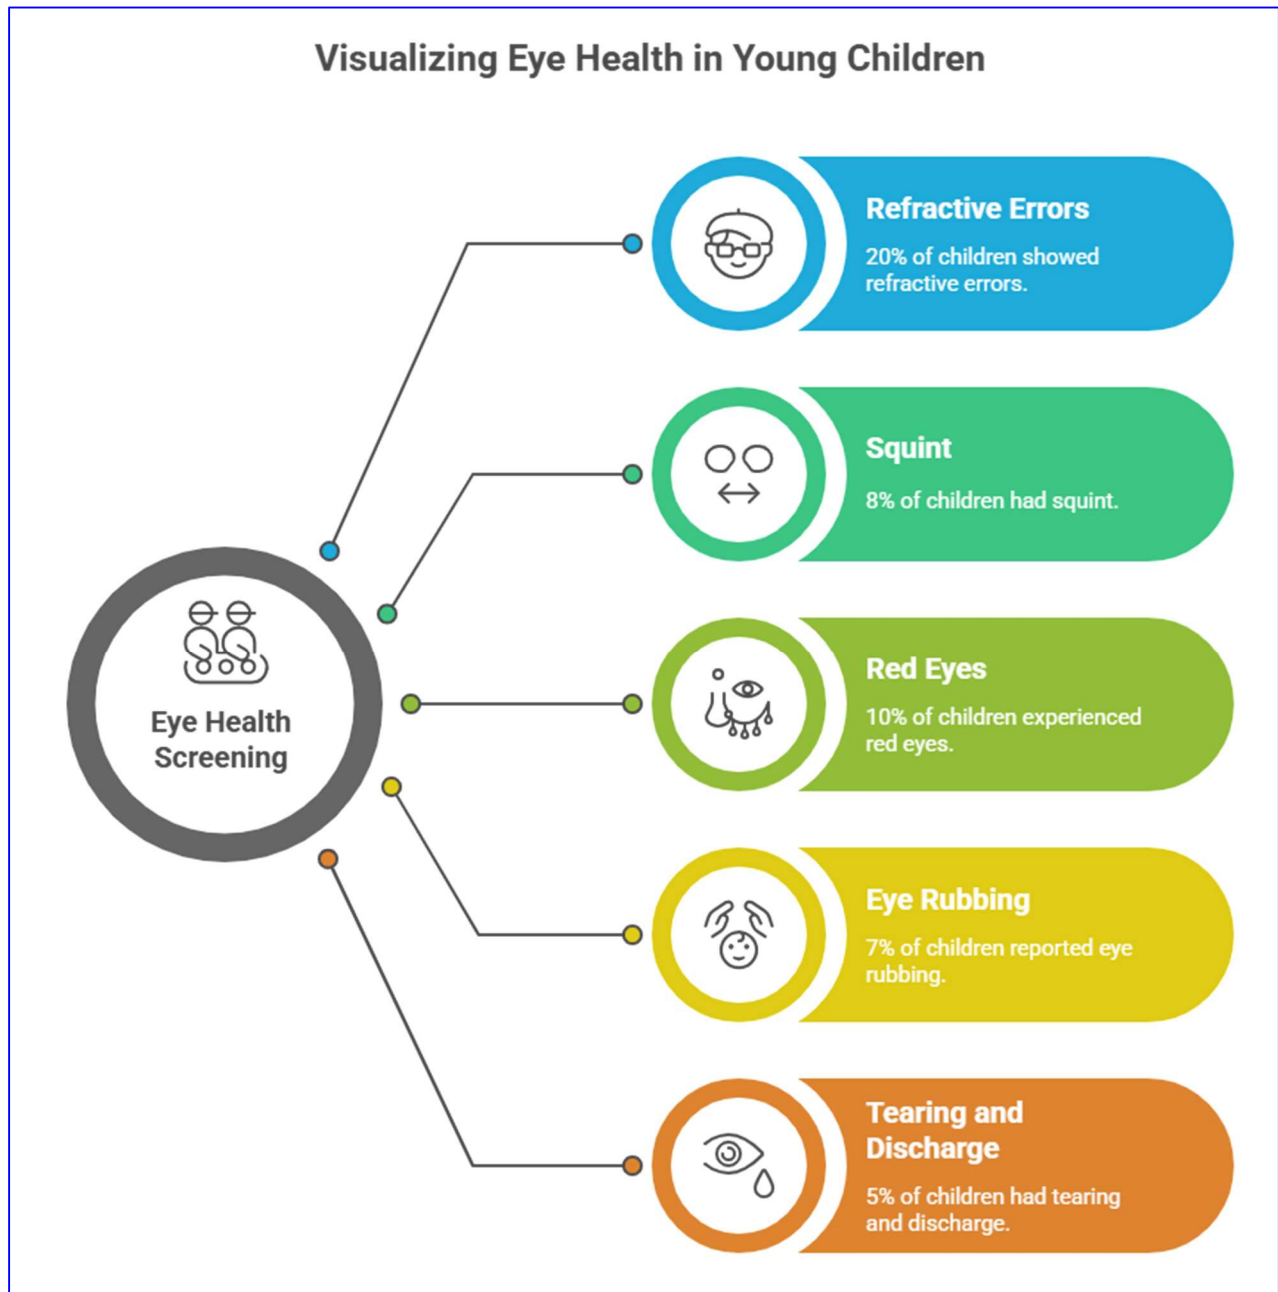 Visualizing Eye Health in Young Children
Refractive Errors
20% of children showed
refractive errors.
Squint
8% of children had squint.
Eye Health
Screening
Red Eyes
10% of children experienced
red eyes.
Eye Rubbing
7% of children reported eye
rubbing.
Tearing and
Discharge
5% of children had tearing
and discharge.